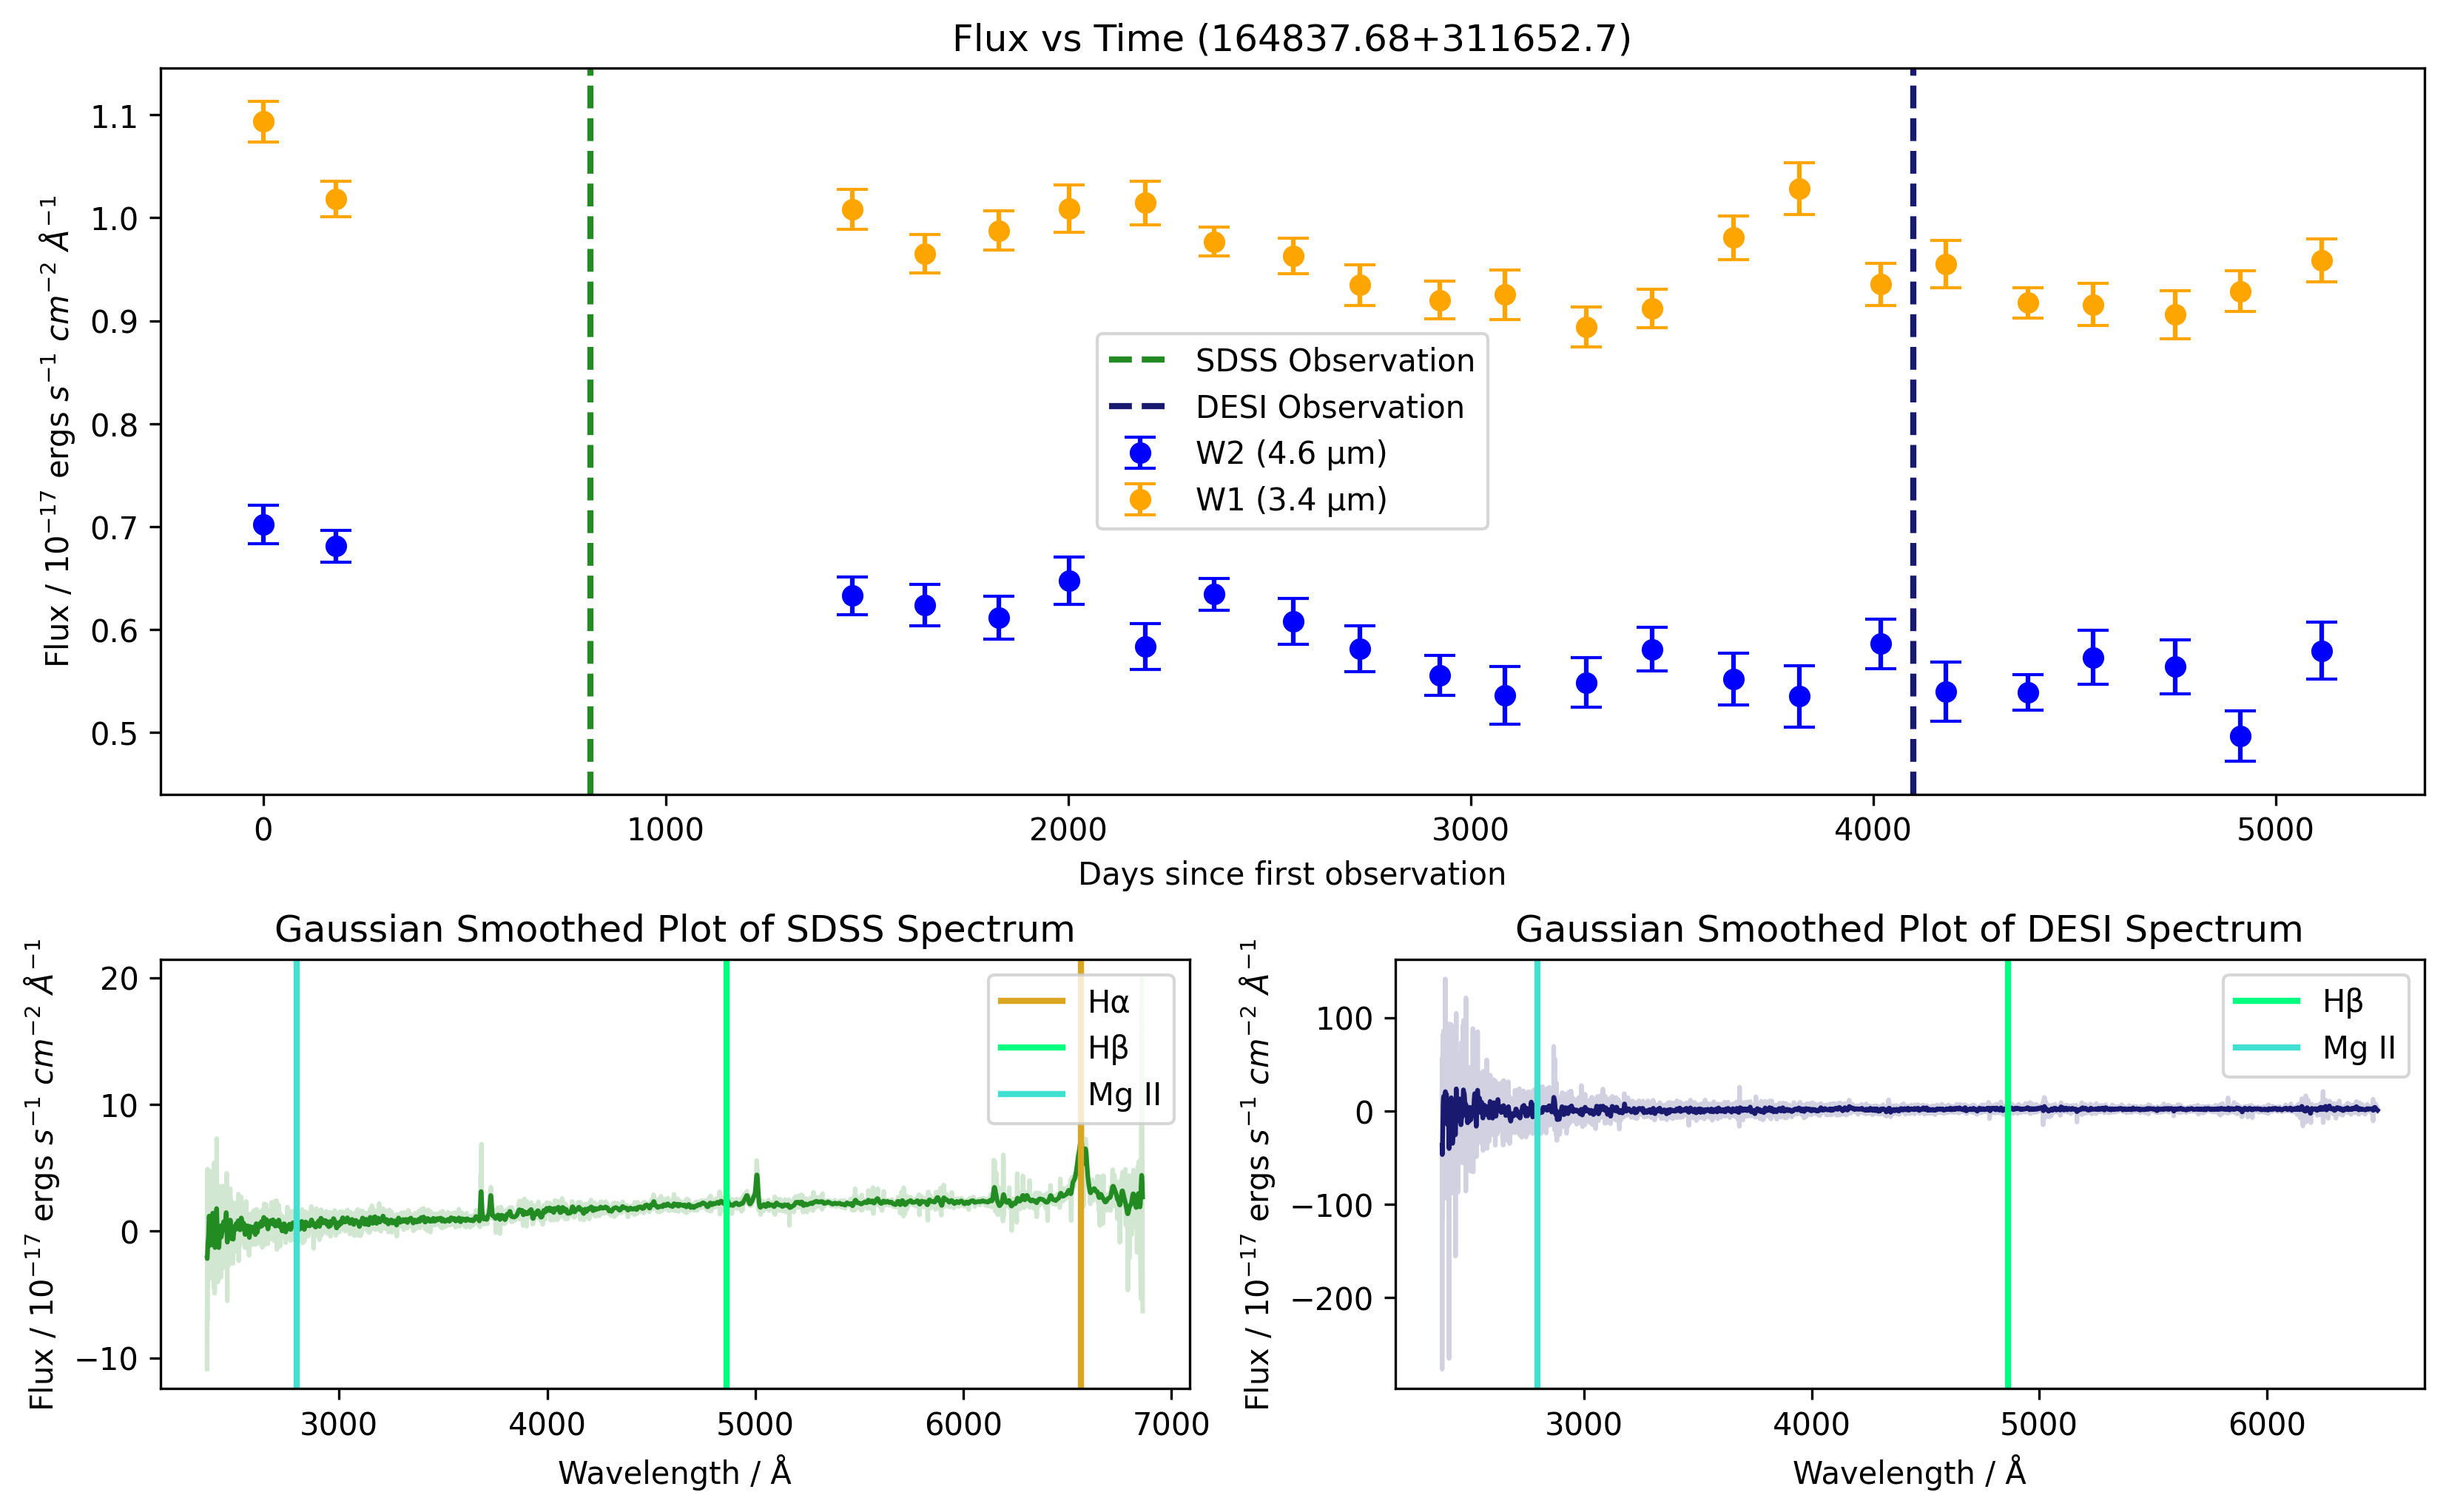 Flux vs Time (164837.68+311652.7)
Flux / 10⁻¹⁷ ergs s⁻¹ cm⁻² Å⁻¹
1.1
1.0
0.9
0.8
0.7
0.6
0.5
SDSS Observation
DESI Observation
W2 (4.6 μm)
W1 (3.4 μm)
0 1000 2000 3000 4000 5000
Days since first observation
Gaussian Smoothed Plot of SDSS Spectrum
Flux / 10⁻¹⁷ ergs s⁻¹ cm⁻² Å⁻¹
20
10
0
−10
Hα
Hβ
Mg II
3000 4000 5000 6000 7000
Wavelength / Å
Gaussian Smoothed Plot of DESI Spectrum
Flux / 10⁻¹⁷ ergs s⁻¹ cm⁻² Å⁻¹
100
0
−100
−200
Hβ
Mg II
3000 4000 5000 6000
Wavelength / Å